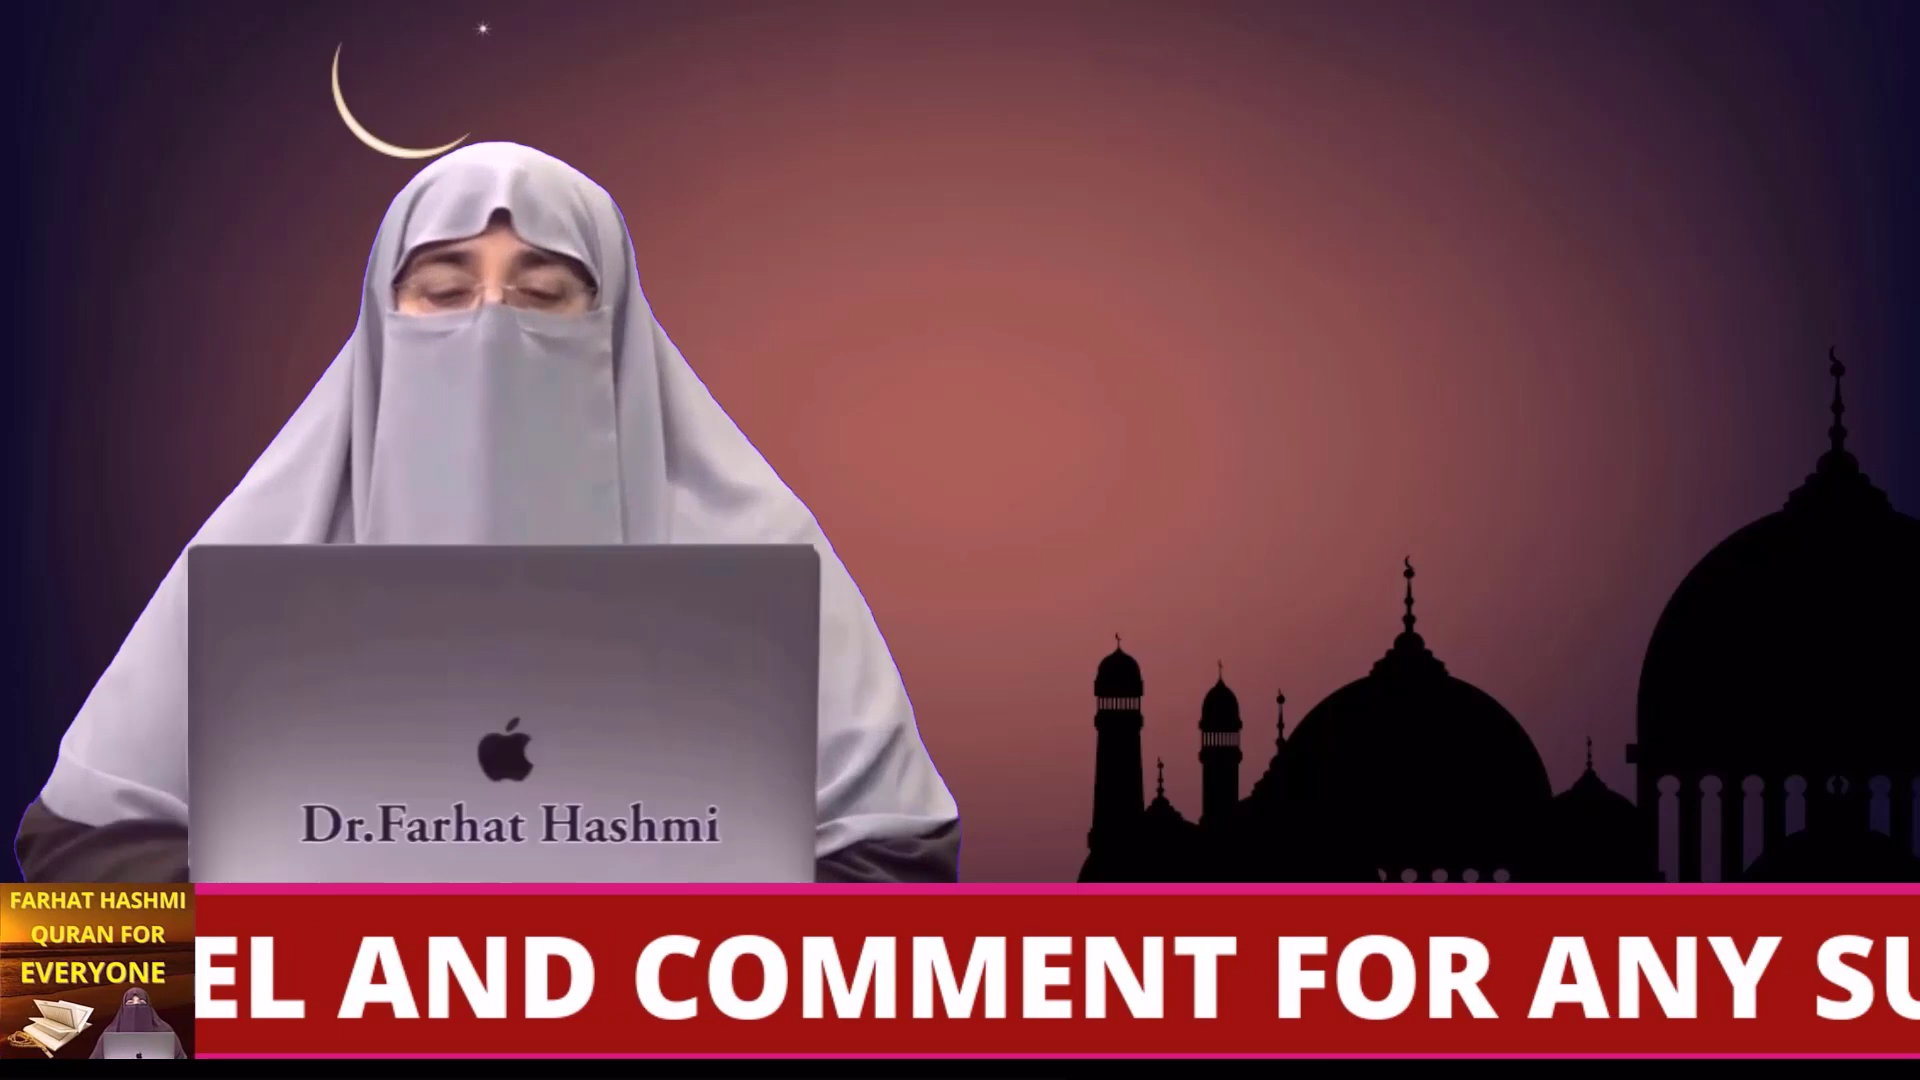 Dr.Farhat Hashmi
FARHAT HASHMI
QURAN FOR
EVERYONE
EL AND COMMENT FOR ANY SU